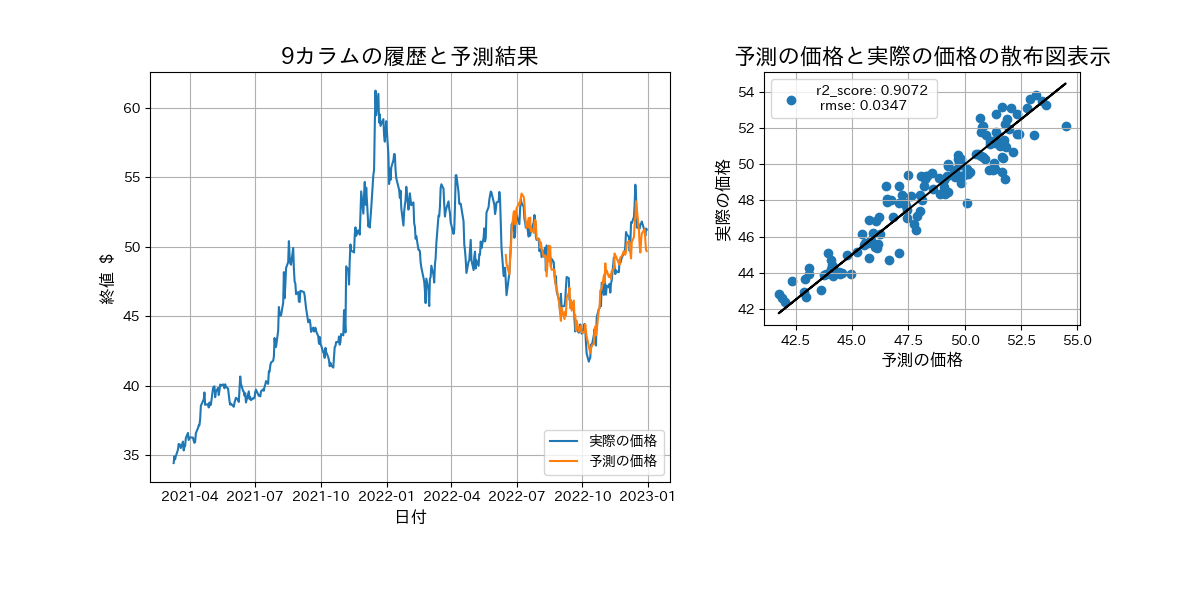 9カラムの履歴と予測結果
終値 $
60
55
50
45
40
35
2021-04 2021-07 2021-10 2022-01 2022-04 2022-07 2022-10 2023-01
日付
実際の価格
予測の価格
予測の価格と実際の価格の散布図表示
実際の価格
54
52
50
48
46
44
42
r2_score: 0.9072
rmse: 0.0347
42.5 45.0 47.5 50.0 52.5 55.0
予測の価格